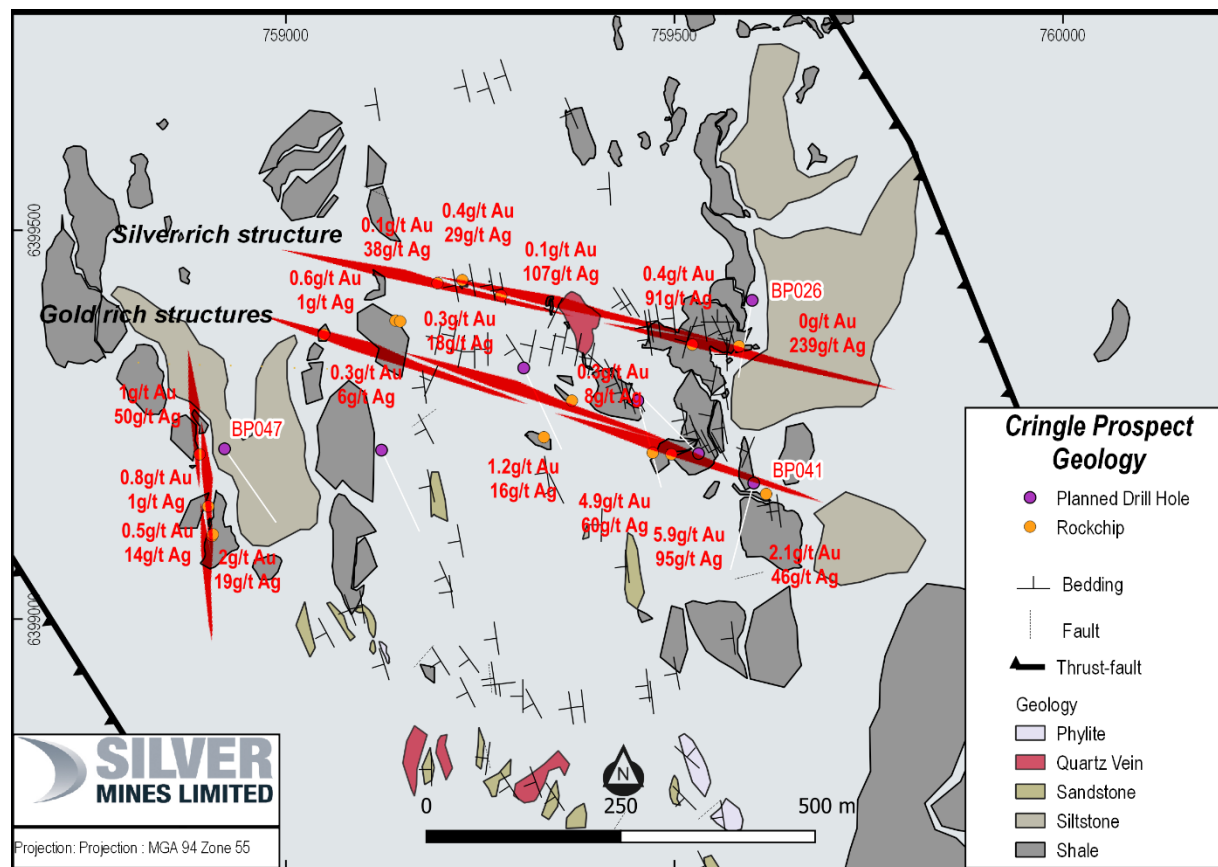 759000
759500
760000
6399500
6399000
Silver rich structure
Gold rich structures
0.1g/t Au
38g/t Ag
0.4g/t Au
29g/t Ag
0.1g/t Au
107g/t Ag
0.4g/t Au
91g/t Ag
BP026
0g/t Au
239g/t Ag
0.6g/t Au
1g/t Ag
0.3g/t Au
18g/t Ag
0.3g/t Au
6g/t Ag
0.3g/t Au
8g/t Ag
1g/t Au
50g/t Ag
BP047
0.8g/t Au
1g/t Ag
0.5g/t Au
14g/t Ag
2g/t Au
19g/t Ag
1.2g/t Au
16g/t Ag
4.9g/t Au
60g/t Ag
5.9g/t Au
95g/t Ag
BP041
2.1g/t Au
46g/t Ag
Cringle Prospect
Geology
Planned Drill Hole
Rockchip
Bedding
Fault
Thrust-fault
Geology
Phylite
Quartz Vein
Sandstone
Siltstone
Shale
N
0 250 500 m
SILVER
MINES LIMITED
Projection: Projection : MGA 94 Zone 55